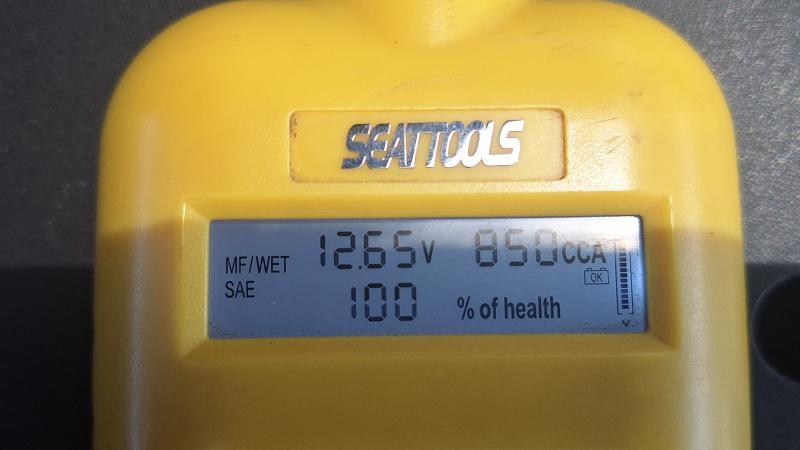 SEATTOOLS
MF/WET 12.65V 850CCA
SAE OK
100 % of health